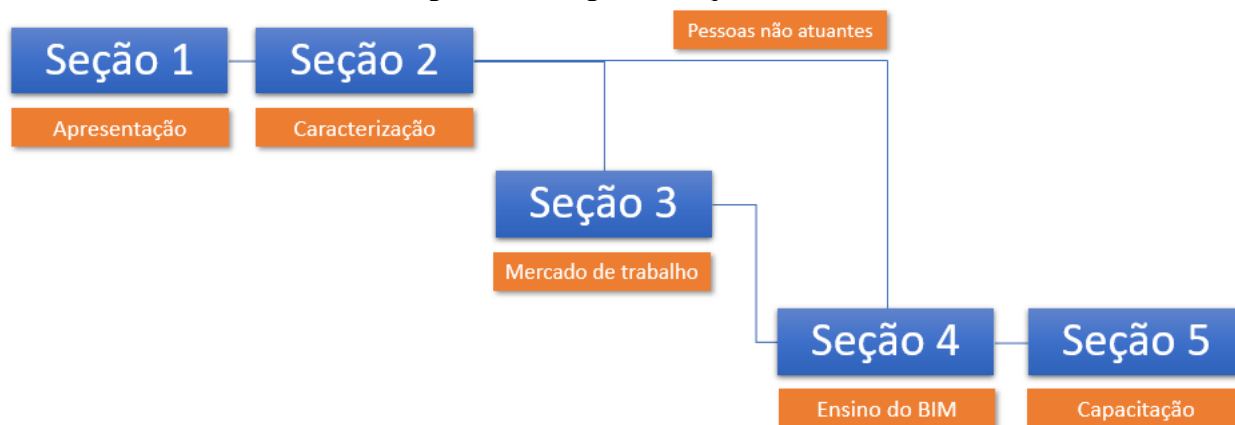 Pessoas não atuantes
Seção 1
Seção 2
Apresentação
Caracterização
Seção 3
Mercado de trabalho
Seção 4
Seção 5
Ensino do BIM
Capacitação